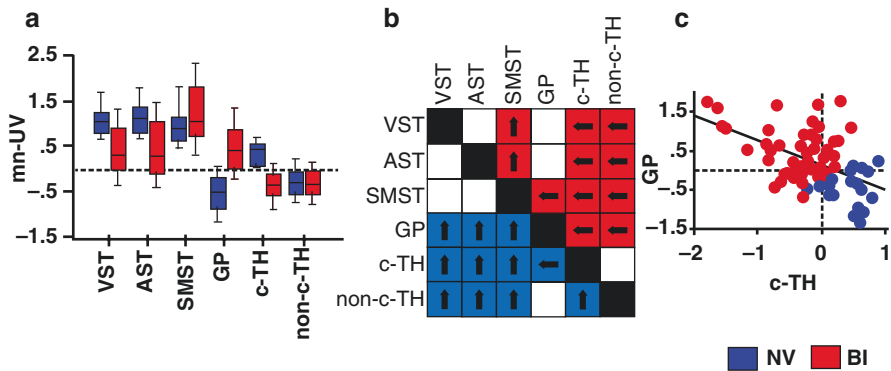 a
mn-UV
2.5
1.5
.5
–.5
–1.5
VST
AST
SMST
GP
c-TH
non-c-TH
b
VST
AST
SMST
GP
c-TH
non-c-TH
VST
AST
SMST
GP
c-TH
non-c-TH
c
GP
1.5
.5
–.5
–1.5
–2
–1
0
1
c-TH
NV
BI